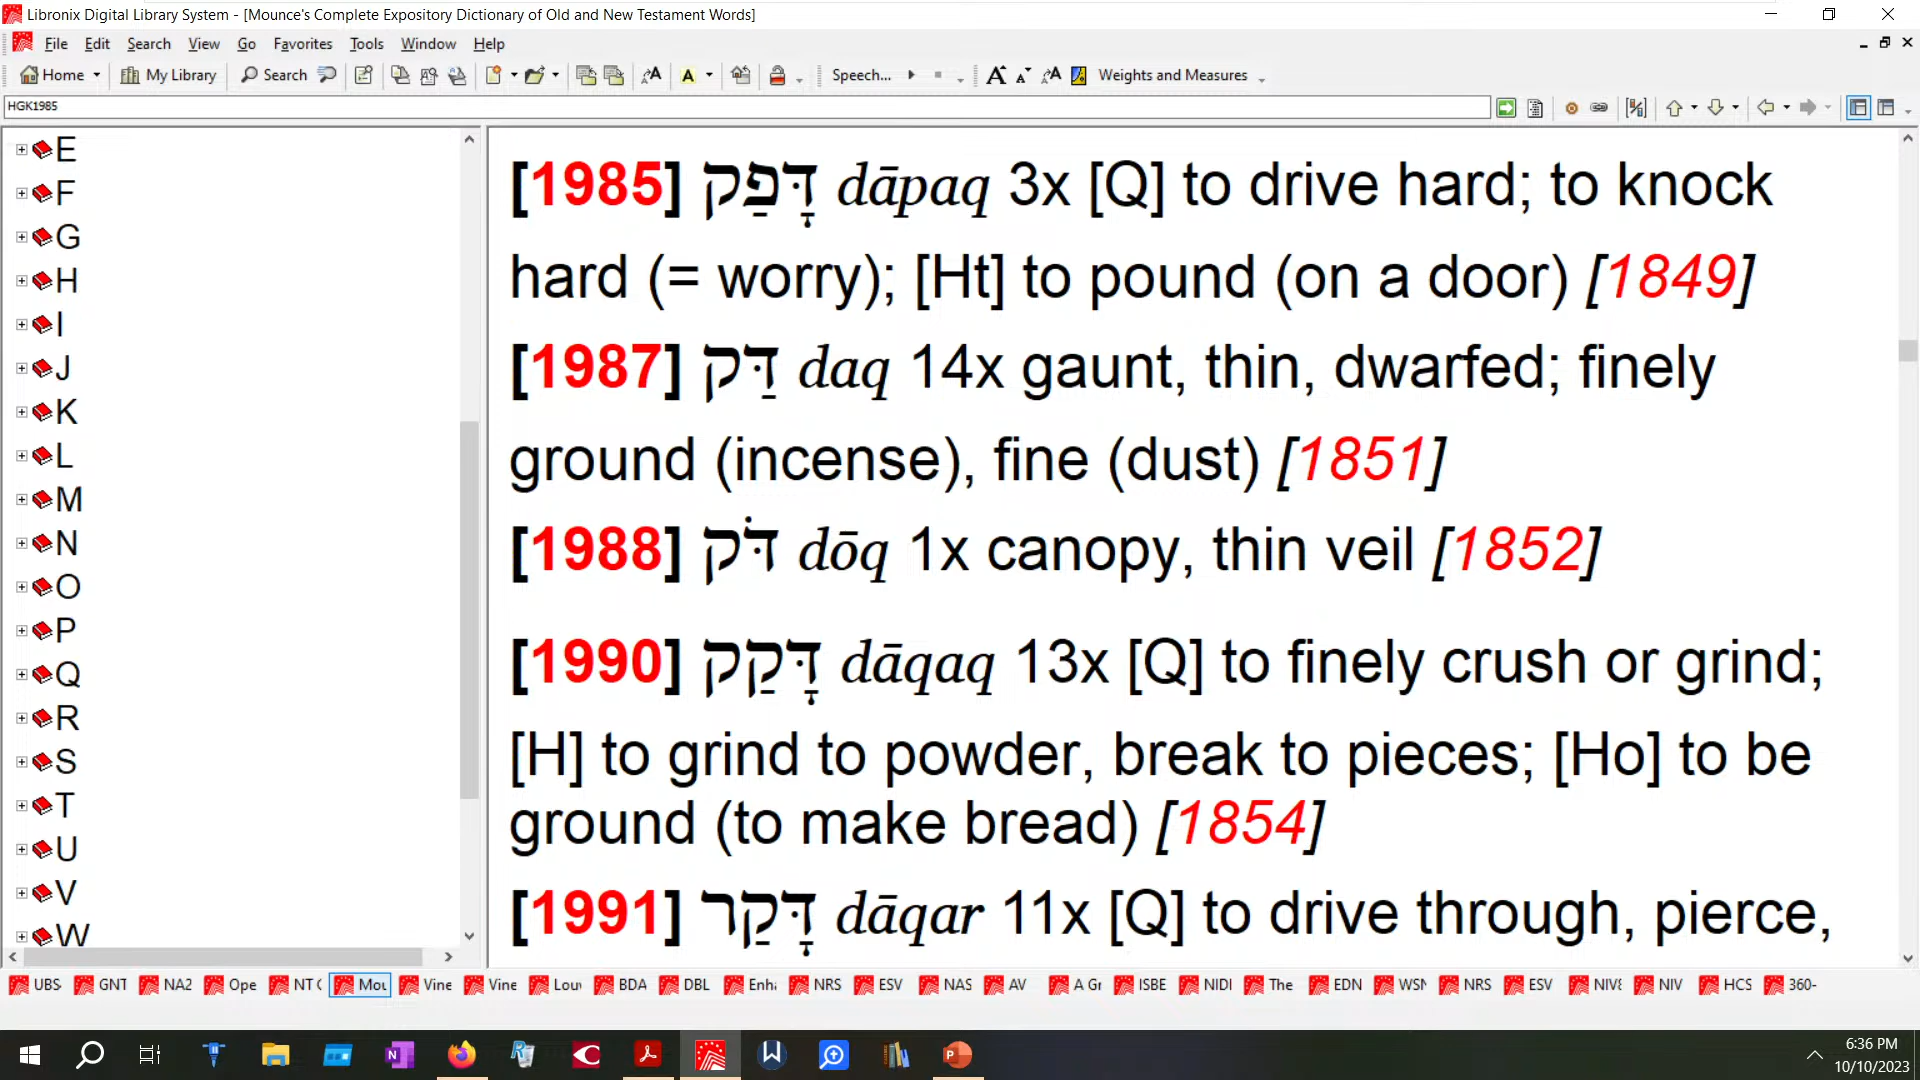 Libronix Digital Library System - [Mounce's Complete Expository Dictionary of Old and New Testament Words]
File Edit Search View Go Favorites Tools Window Help
Home My Library Search Speech... Weights and Measures
HGK1985
E
F
G
H
I
J
K
L
M
N
O
P
Q
R
S
T
U
V
W
[1985] דָּפַק dāpaq 3x [Q] to drive hard; to knock
hard (= worry); [Ht] to pound (on a door) [1849]
[1987] דַּק daq 14x gaunt, thin, dwarfed; finely
ground (incense), fine (dust) [1851]
[1988] דֹּק dōq 1x canopy, thin veil [1852]
[1990] דָּקַק dāqaq 13x [Q] to finely crush or grind;
[H] to grind to powder, break to pieces; [Ho] to be
ground (to make bread) [1854]
[1991] דָּקַר dāqar 11x [Q] to drive through, pierce,
UBS GNT NA2 Ope NT Mou Vine Vine Lou BDA DBL Enh NRS ESV NAS AV A Gr ISBE NIDI The EDN WSN NRS ESV NIV NIV HCS 360-
6:36 PM
10/10/2023